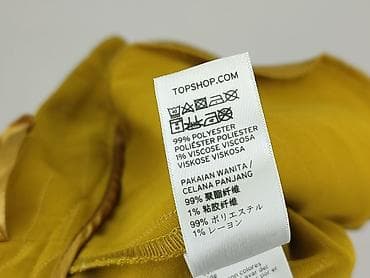 TOPSHOP.COM
99% POLYESTER
POLIÉSTER POLIESTER
1% VISCOSE VISCOSA
VISKOSE VISKOSA
PAKAIAN WANITA /
CELANA PANJANG
99% 聚酯纤维
1% 粘胶纤维
99% ポリエステル
1% レーヨン
colores